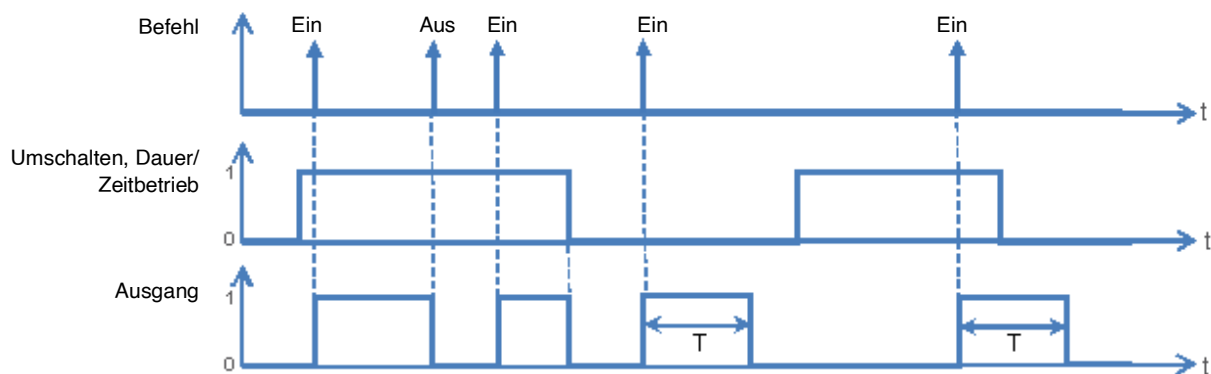 Befehl Ein Aus Ein Ein Ein
t
Umschalten, Dauer/
Zeitbetrieb
1
0 t
Ausgang
1
T T
0 t